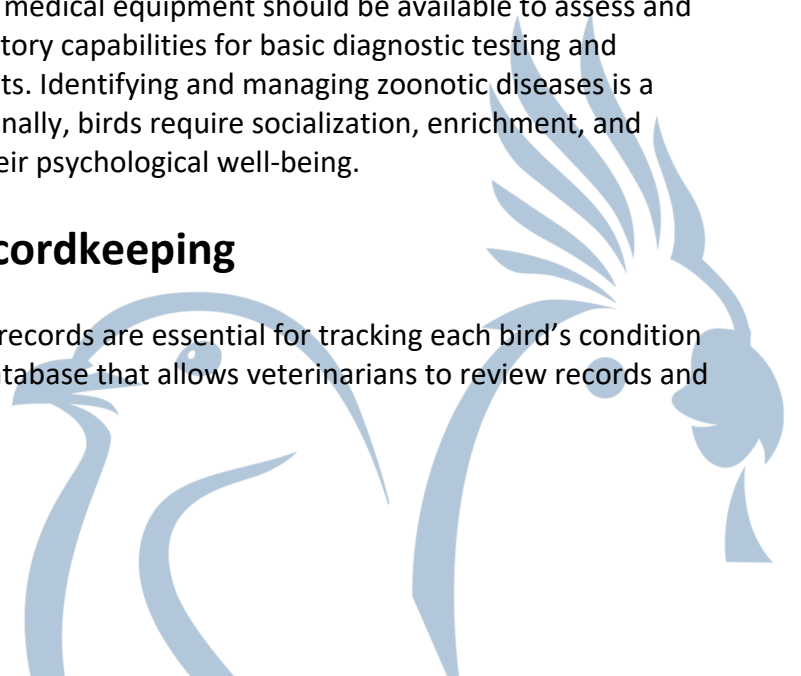 medical equipment should be available to assess and
tory capabilities for basic diagnostic testing and
ts. Identifying and managing zoonotic diseases is a
nally, birds require socialization, enrichment, and
eir psychological well-being.
cordkeeping
records are essential for tracking each bird’s condition
tabase that allows veterinarians to review records and